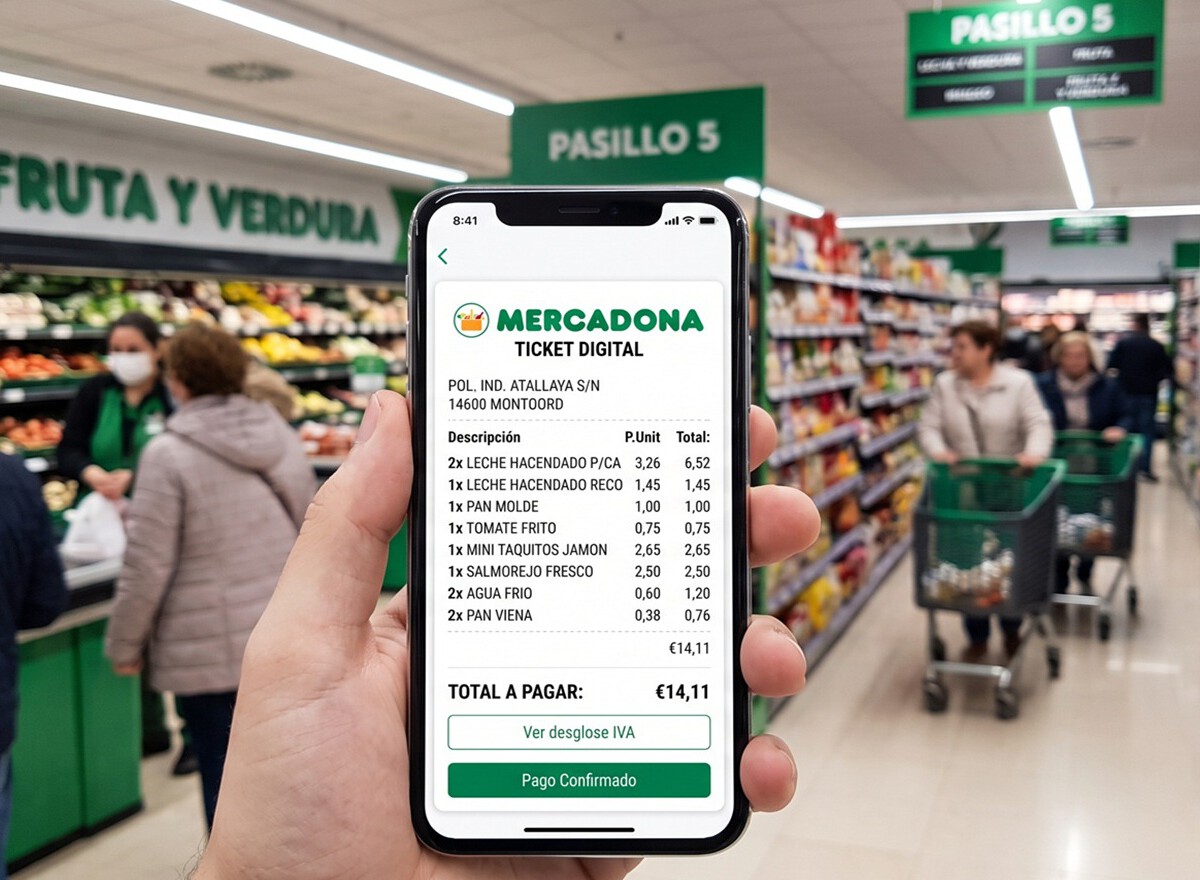 PASILLO 5
FRUTA
PASILLO 5
FRUTA Y VERDURA
8:41
MERCADONA
TICKET DIGITAL
POL. IND. ATALLAYA S/N
14600 MONTOORD
Descripción P.Unit Total:
2x LECHE HACENDADO P/CA 3,26 6,52
1x LECHE HACENDADO RECO 1,45 1,45
1x PAN MOLDE 1,00 1,00
1x TOMATE FRITO 0,75 0,75
1x MINI TAQUITOS JAMON 2,65 2,65
1x SALMOREJO FRESCO 2,50 2,50
2x AGUA FRIO 0,60 1,20
2x PAN VIENA 0,38 0,76
€14,11
TOTAL A PAGAR: €14,11
Ver desglose IVA
Pago Confirmado